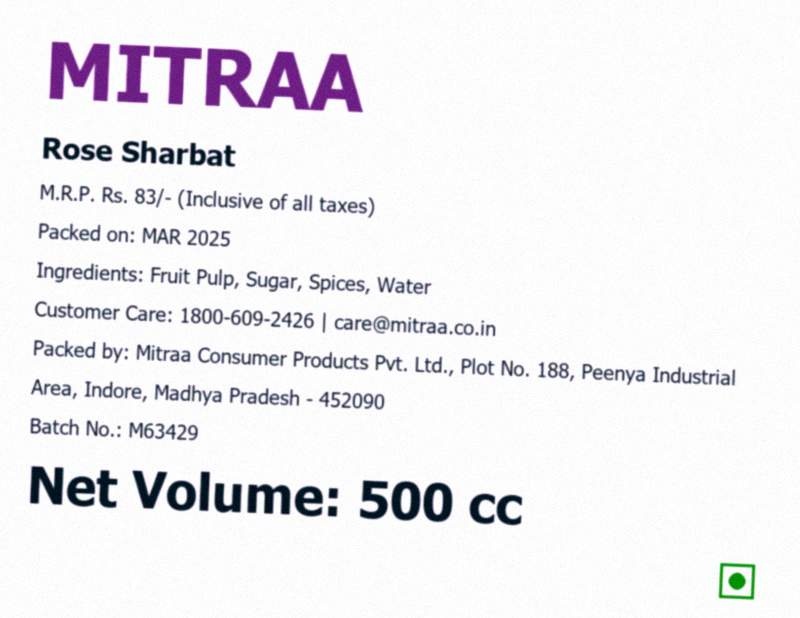 MITRAA
Rose Sharbat
M.R.P. Rs. 83/- (Inclusive of all taxes)
Packed on: MAR 2025
Ingredients: Fruit Pulp, Sugar, Spices, Water
Customer Care: 1800-609-2426 | care@mitraa.co.in
Packed by: Mitraa Consumer Products Pvt. Ltd., Plot No. 188, Peenya Industrial
Area, Indore, Madhya Pradesh - 452090
Batch No.: M63429
Net Volume: 500 cc